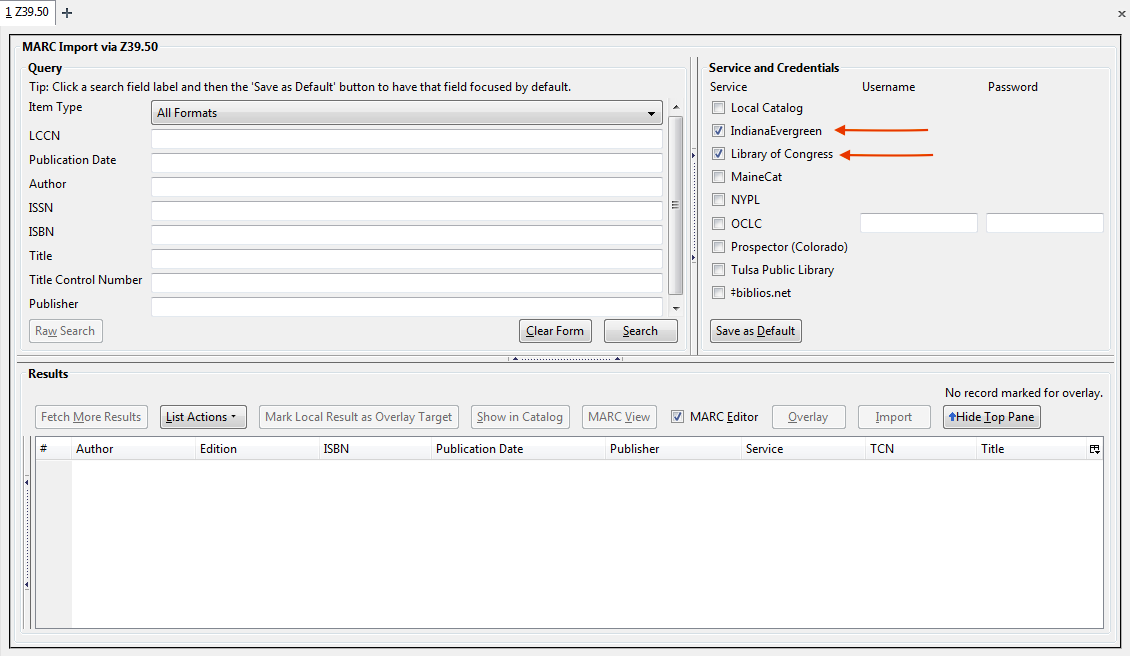 1 Z39.50
MARC Import via Z39.50
Query
Tip: Click a search field label and then the 'Save as Default' button to have that field focused by default.
Item Type
All Formats
LCCN
Publication Date
Author
ISSN
ISBN
Title
Title Control Number
Publisher
Raw Search
Clear Form
Search
Service and Credentials
Service Username Password
Local Catalog
IndianaEvergreen
Library of Congress
MaineCat
NYPL
OCLC
Prospector (Colorado)
Tulsa Public Library
‡biblios.net
Save as Default
Results
No record marked for overlay.
Fetch More Results List Actions Mark Local Result as Overlay Target Show in Catalog MARC View MARC Editor Overlay Import Hide Top Pane
# Author Edition ISBN Publication Date Publisher Service TCN Title